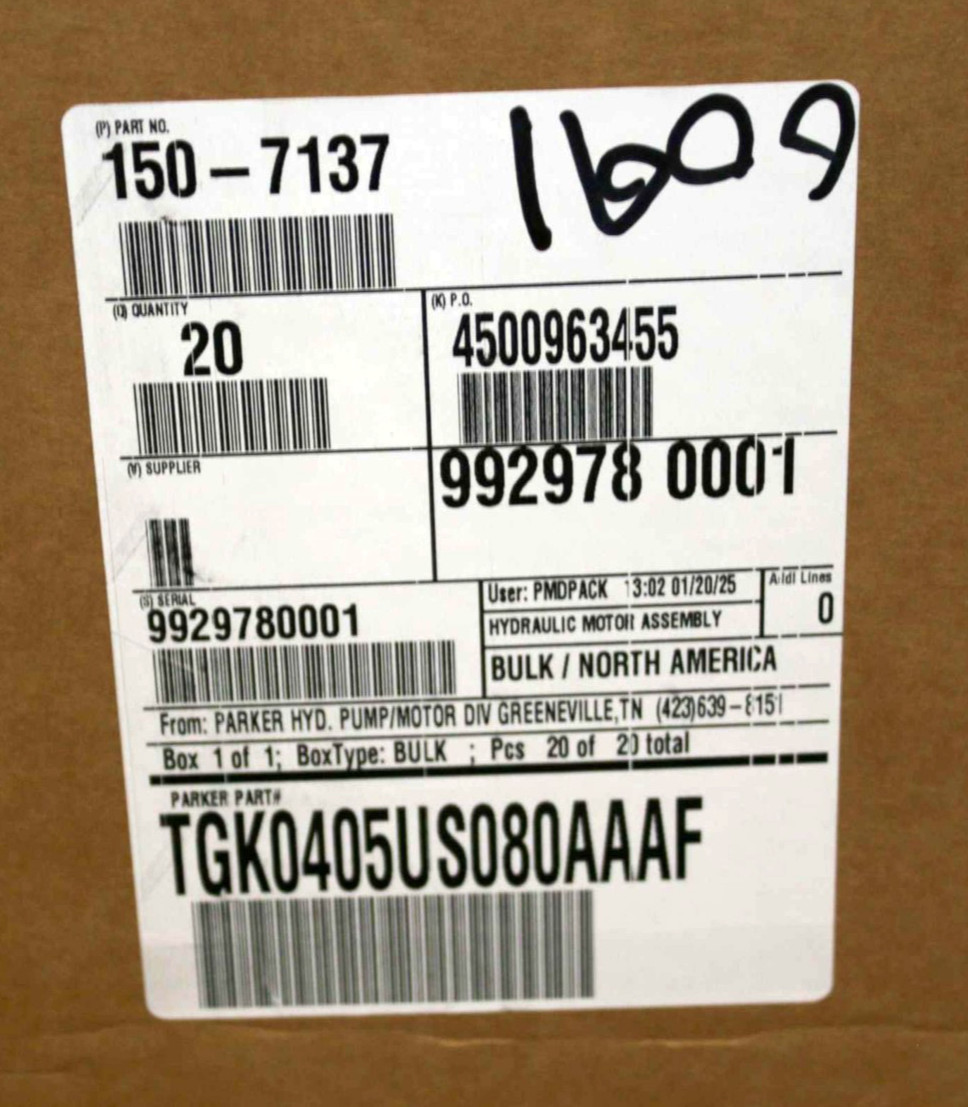 (P) PART NO.
150-7137
(Q) QUANTITY
20
(K) P.O.
4500963455
(V) SUPPLIER
992978 0001
(S) SERIAL
9929780001
User: PMDPACK 13:02 01/20/25
HYDRAULIC MOTOR ASSEMBLY
Addl Lines
0
BULK / NORTH AMERICA
From: PARKER HYD. PUMP/MOTOR DIV GREENEVILLE,TN (423)639-8151
Box 1 of 1; BoxType: BULK ; Pcs 20 of 20 total
PARKER PART#
TGK0405US080AAAF